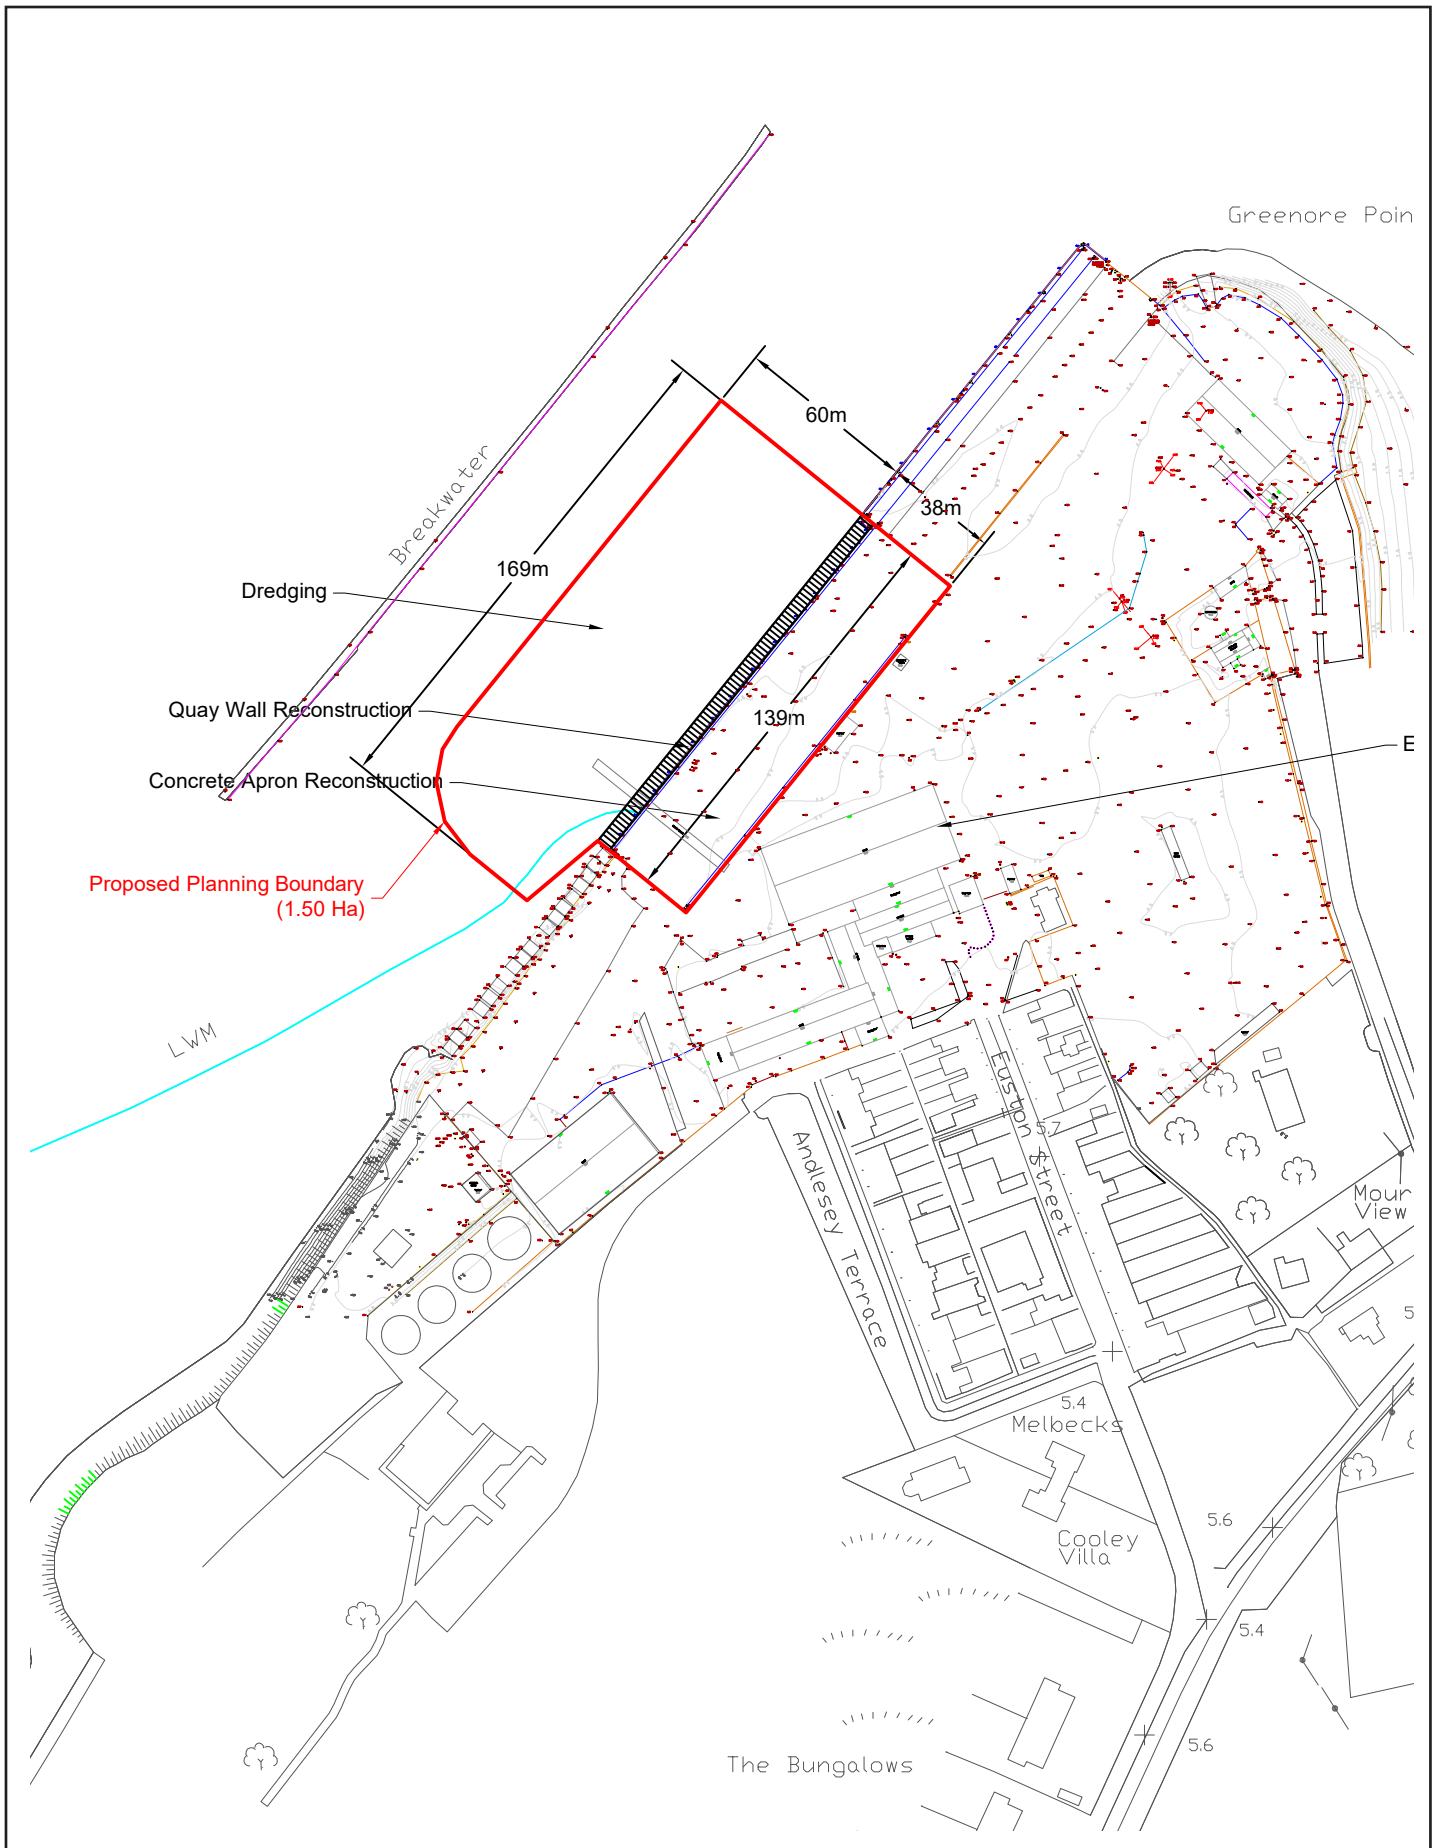 Greenore Poin
Breakwater
60m
38m
169m
139m
Dredging
Quay Wall Reconstruction
Concrete Apron Reconstruction
E
Proposed Planning Boundary
(1.50 Ha)
LWM
Andlesey Terrace
Euston Street
5.7
Mour
View
5
5.4
Melbecks
Cooley
Villa
5.6
5.4
5.6
The Bungalows